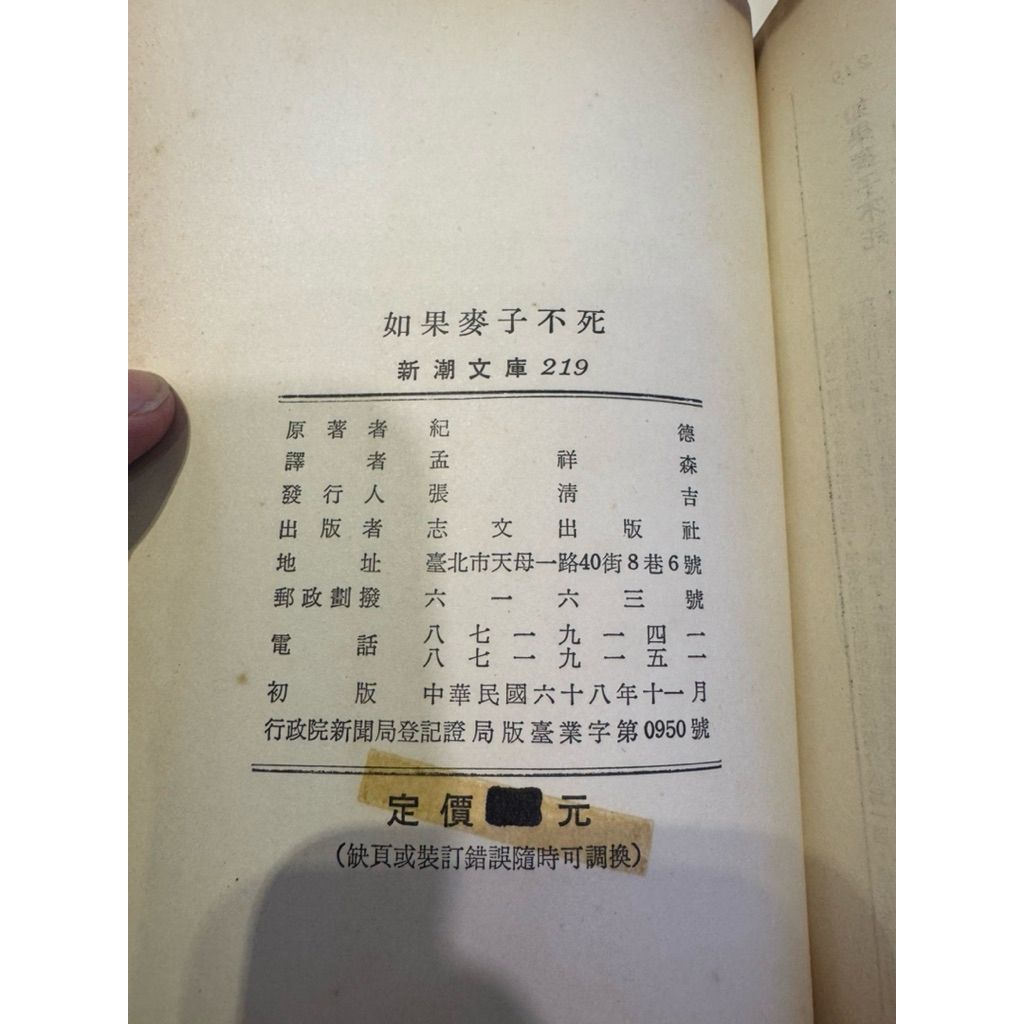 如果麥子不死
新潮文庫 219
原著者 紀德
譯者 孟祥森
發行人 張清吉
出版者 志文出版社
地址 臺北市天母一路40街8巷6號
郵政劃撥 六一六三號
電話 八七一九一四一
八七一九一五一
初版 中華民國六十八年十一月
行政院新聞局登記證局版臺業字第0950號
定價 元
(缺頁或裝訂錯誤隨時可調換)